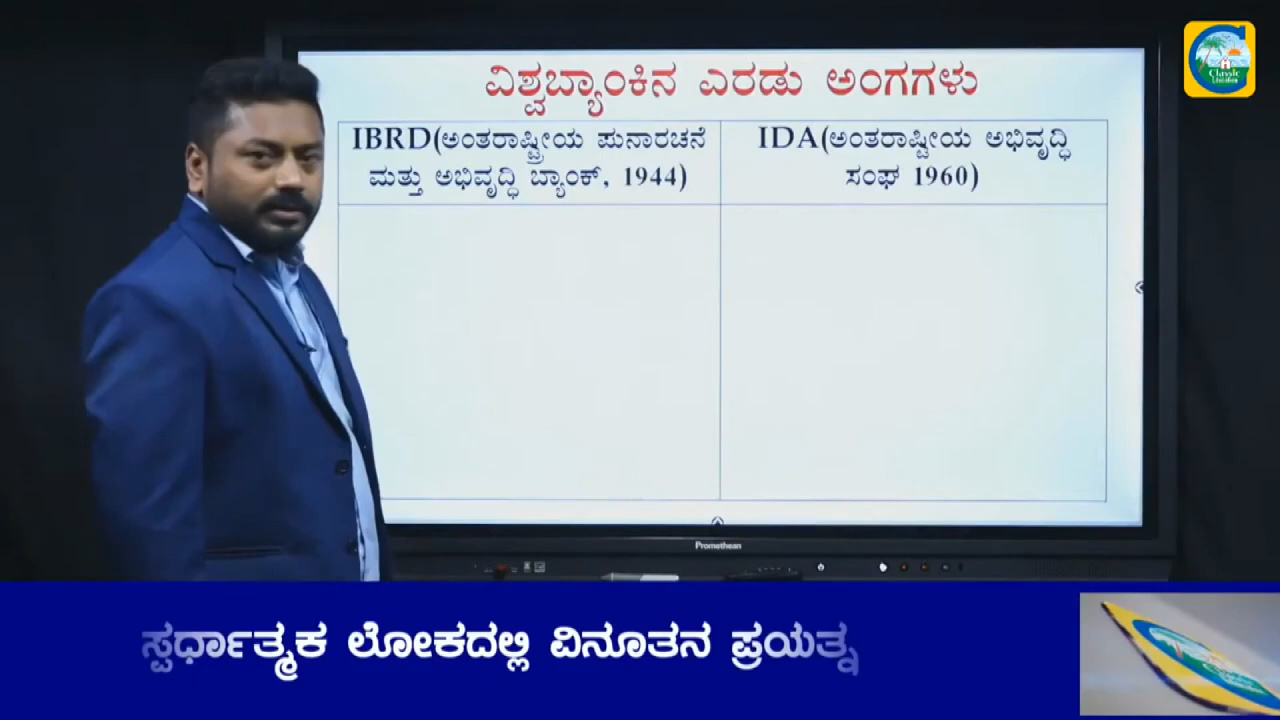 ವಿಶ್ವಬ್ಯಾಂಕಿನ ಎರಡು ಅಂಗಗಳು
IBRD(ಅಂತರಾಷ್ಟ್ರೀಯ ಪುನಾರಚನೆ
ಮತ್ತು ಅಭಿವೃದ್ಧಿ ಬ್ಯಾಂಕ್, 1944)
IDA(ಅಂತರಾಷ್ಟೀಯ ಅಭಿವೃದ್ಧಿ
ಸಂಘ 1960)
Classic
Promethean
ಸ್ಪರ್ಧಾತ್ಮಕ ಲೋಕದಲ್ಲಿ ವಿನೂತನ ಪ್ರಯತ್ನ